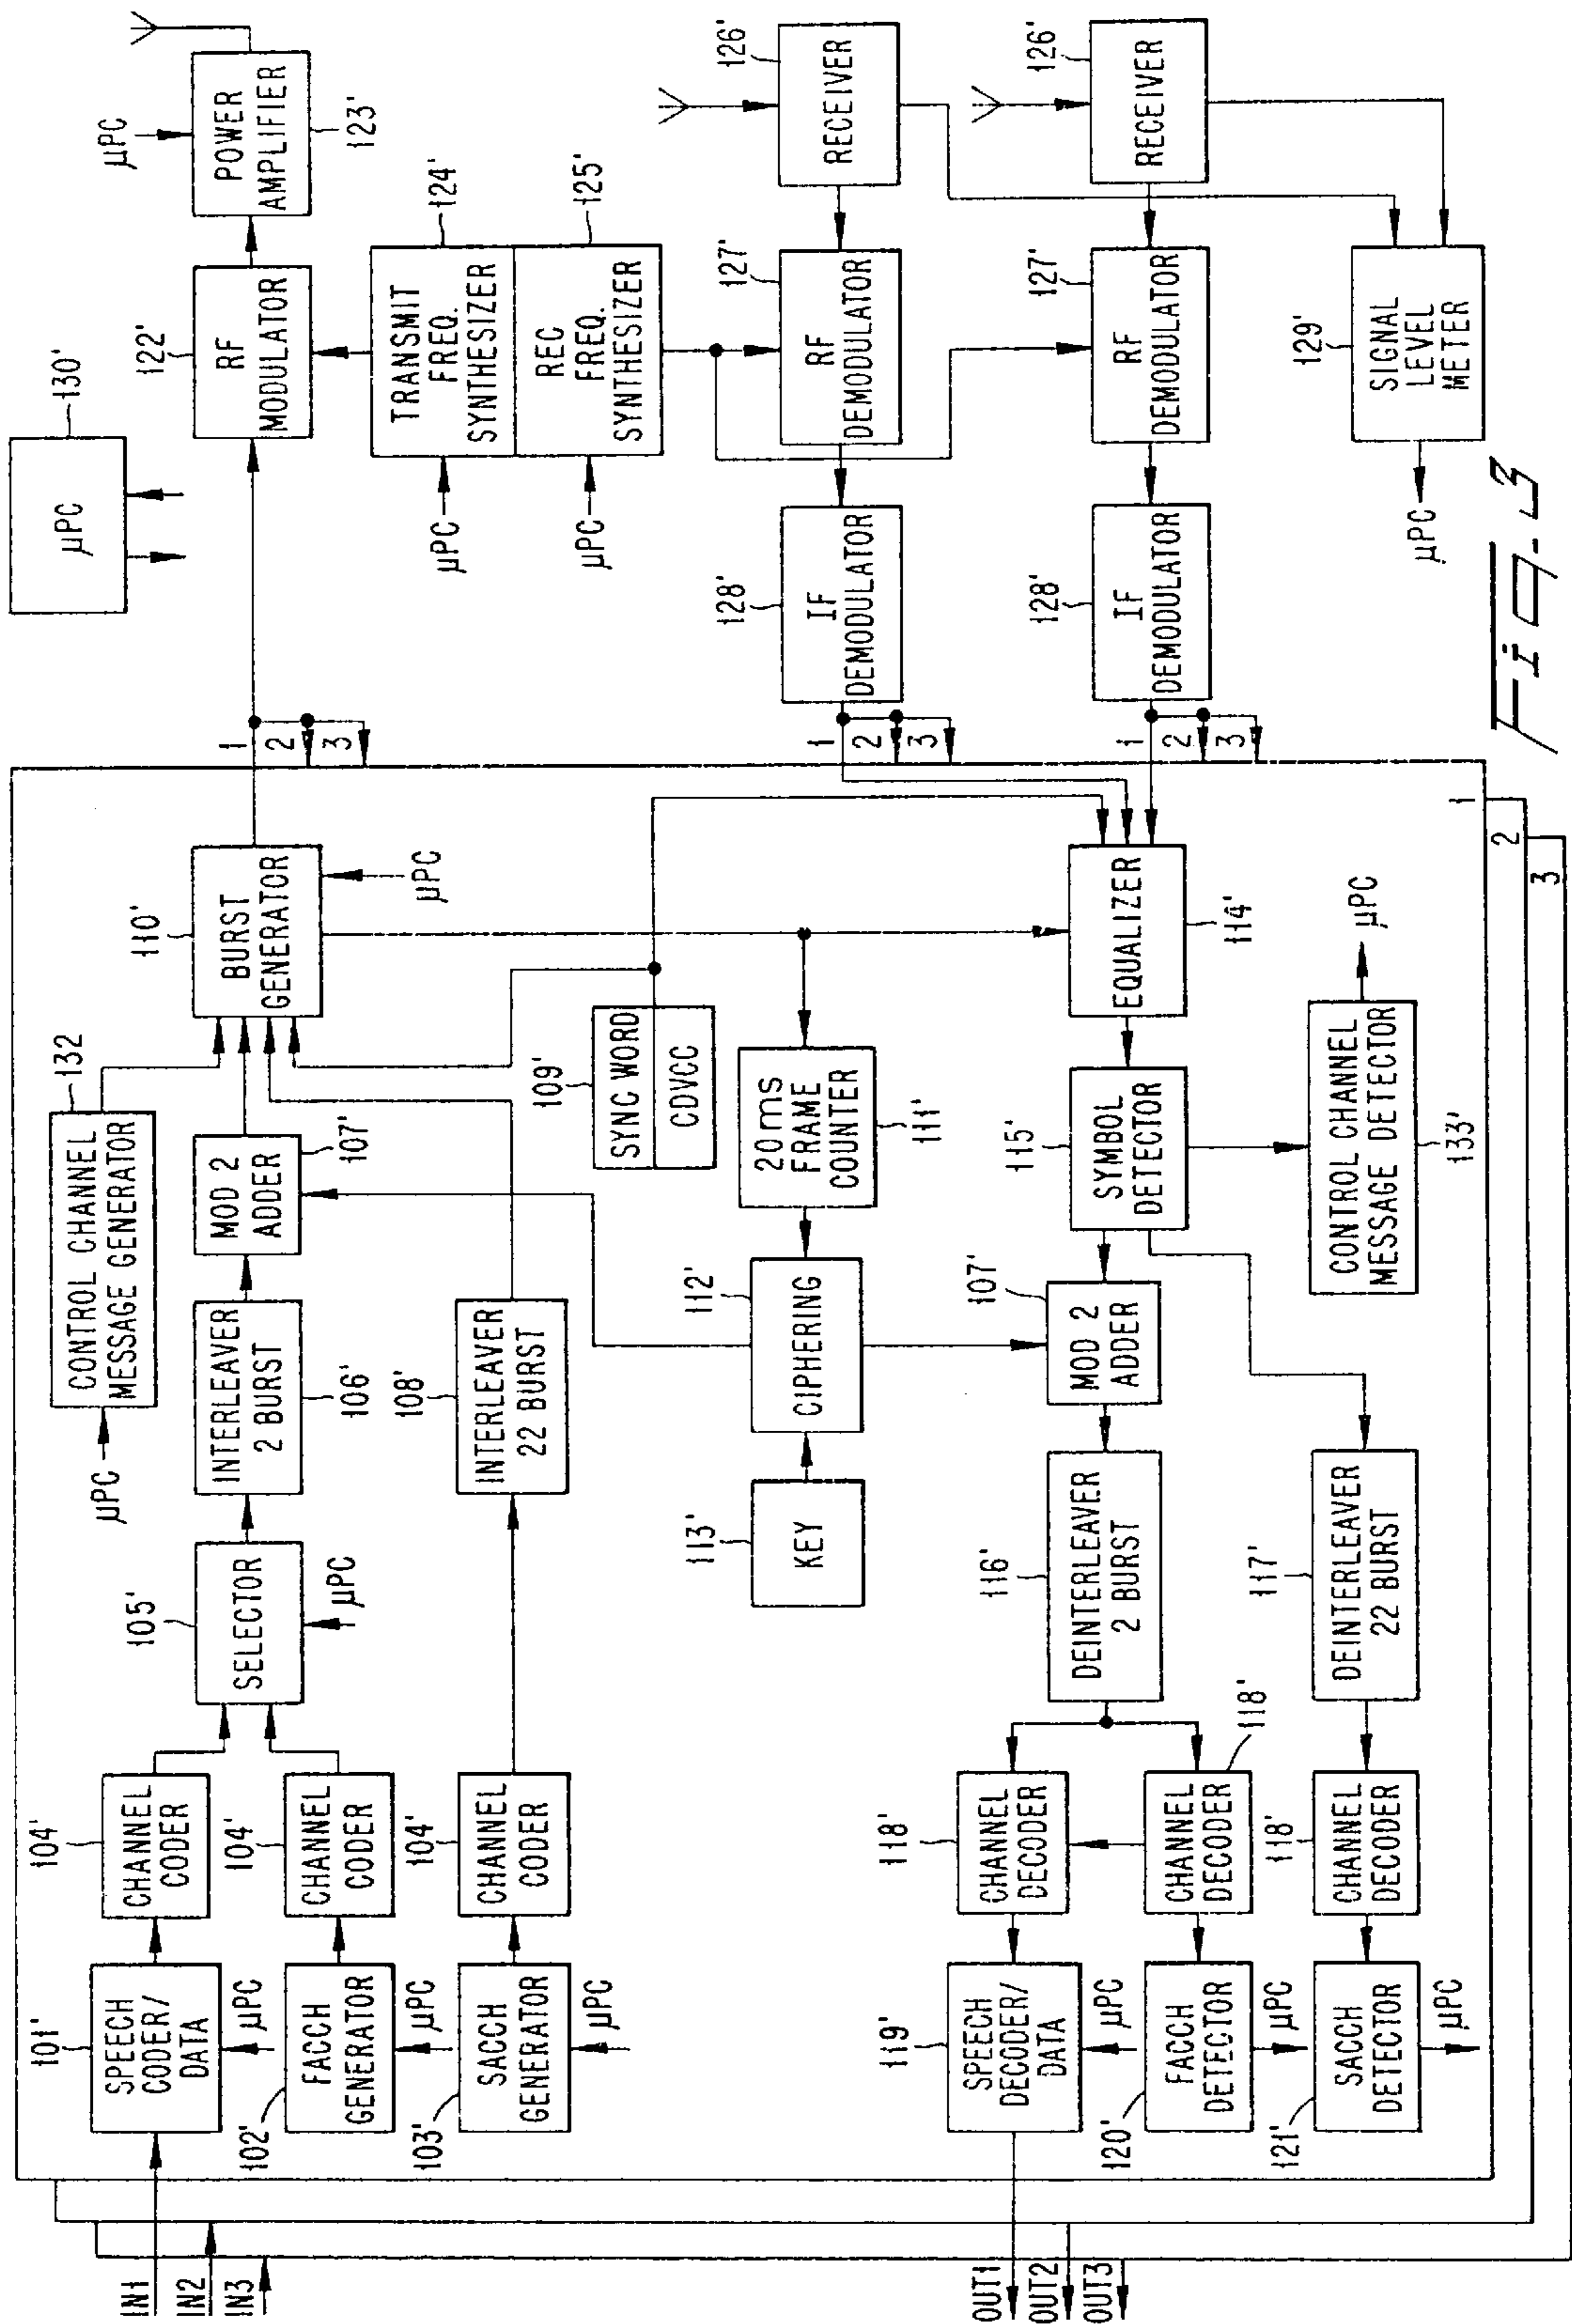 IN1
IN2
IN3
101'
SPEECH
CODER/
DATA
µPC
102'
FACCH
GENERATOR
µPC
103'
SACCH
GENERATOR
µPC
104'
CHANNEL
CODER
104'
CHANNEL
CODER
104'
CHANNEL
CODER
105'
SELECTOR
µPC
µPC
CONTROL CHANNEL
MESSAGE GENERATOR
132
INTERLEAVER
2 BURST
106'
108'
INTERLEAVER
22 BURST
MOD 2
ADDER
107'
110'
BURST
GENERATOR
µPC
109'
SYNC WORD
CDVCC
20 ms
FRAME
COUNTER
111'
112'
CIPHERING
113'
KEY
OUT1
OUT2
OUT3
119'
SPEECH
DECODER/
DATA
µPC
120'
FACCH
DETECTOR
µPC
121'
SACCH
DETECTOR
µPC
118'
CHANNEL
DECODER
CHANNEL
DECODER
118'
118'
CHANNEL
DECODER
116'
DEINTERLEAVER
2 BURST
117'
DEINTERLEAVER
22 BURST
107'
MOD 2
ADDER
115'
SYMBOL
DETECTOR
CONTROL CHANNEL
MESSAGE DETECTOR
133'
µPC
EQUALIZER
114'
1
2
3
1
2
3
1
2
3
1
2
3
µPC
130'
122'
RF
MODULATOR
µPC
POWER
AMPLIFIER
123'
µPC
TRANSMIT
FREQ.
SYNTHESIZER
124'
µPC
REC
FREQ.
SYNTHESIZER
125'
128'
IF
DEMODULATOR
127'
RF
DEMODULATOR
126'
RECEIVER
128'
IF
DEMODULATOR
127'
RF
DEMODULATOR
126'
RECEIVER
129'
SIGNAL
LEVEL
METER
µPC
Fig. 3